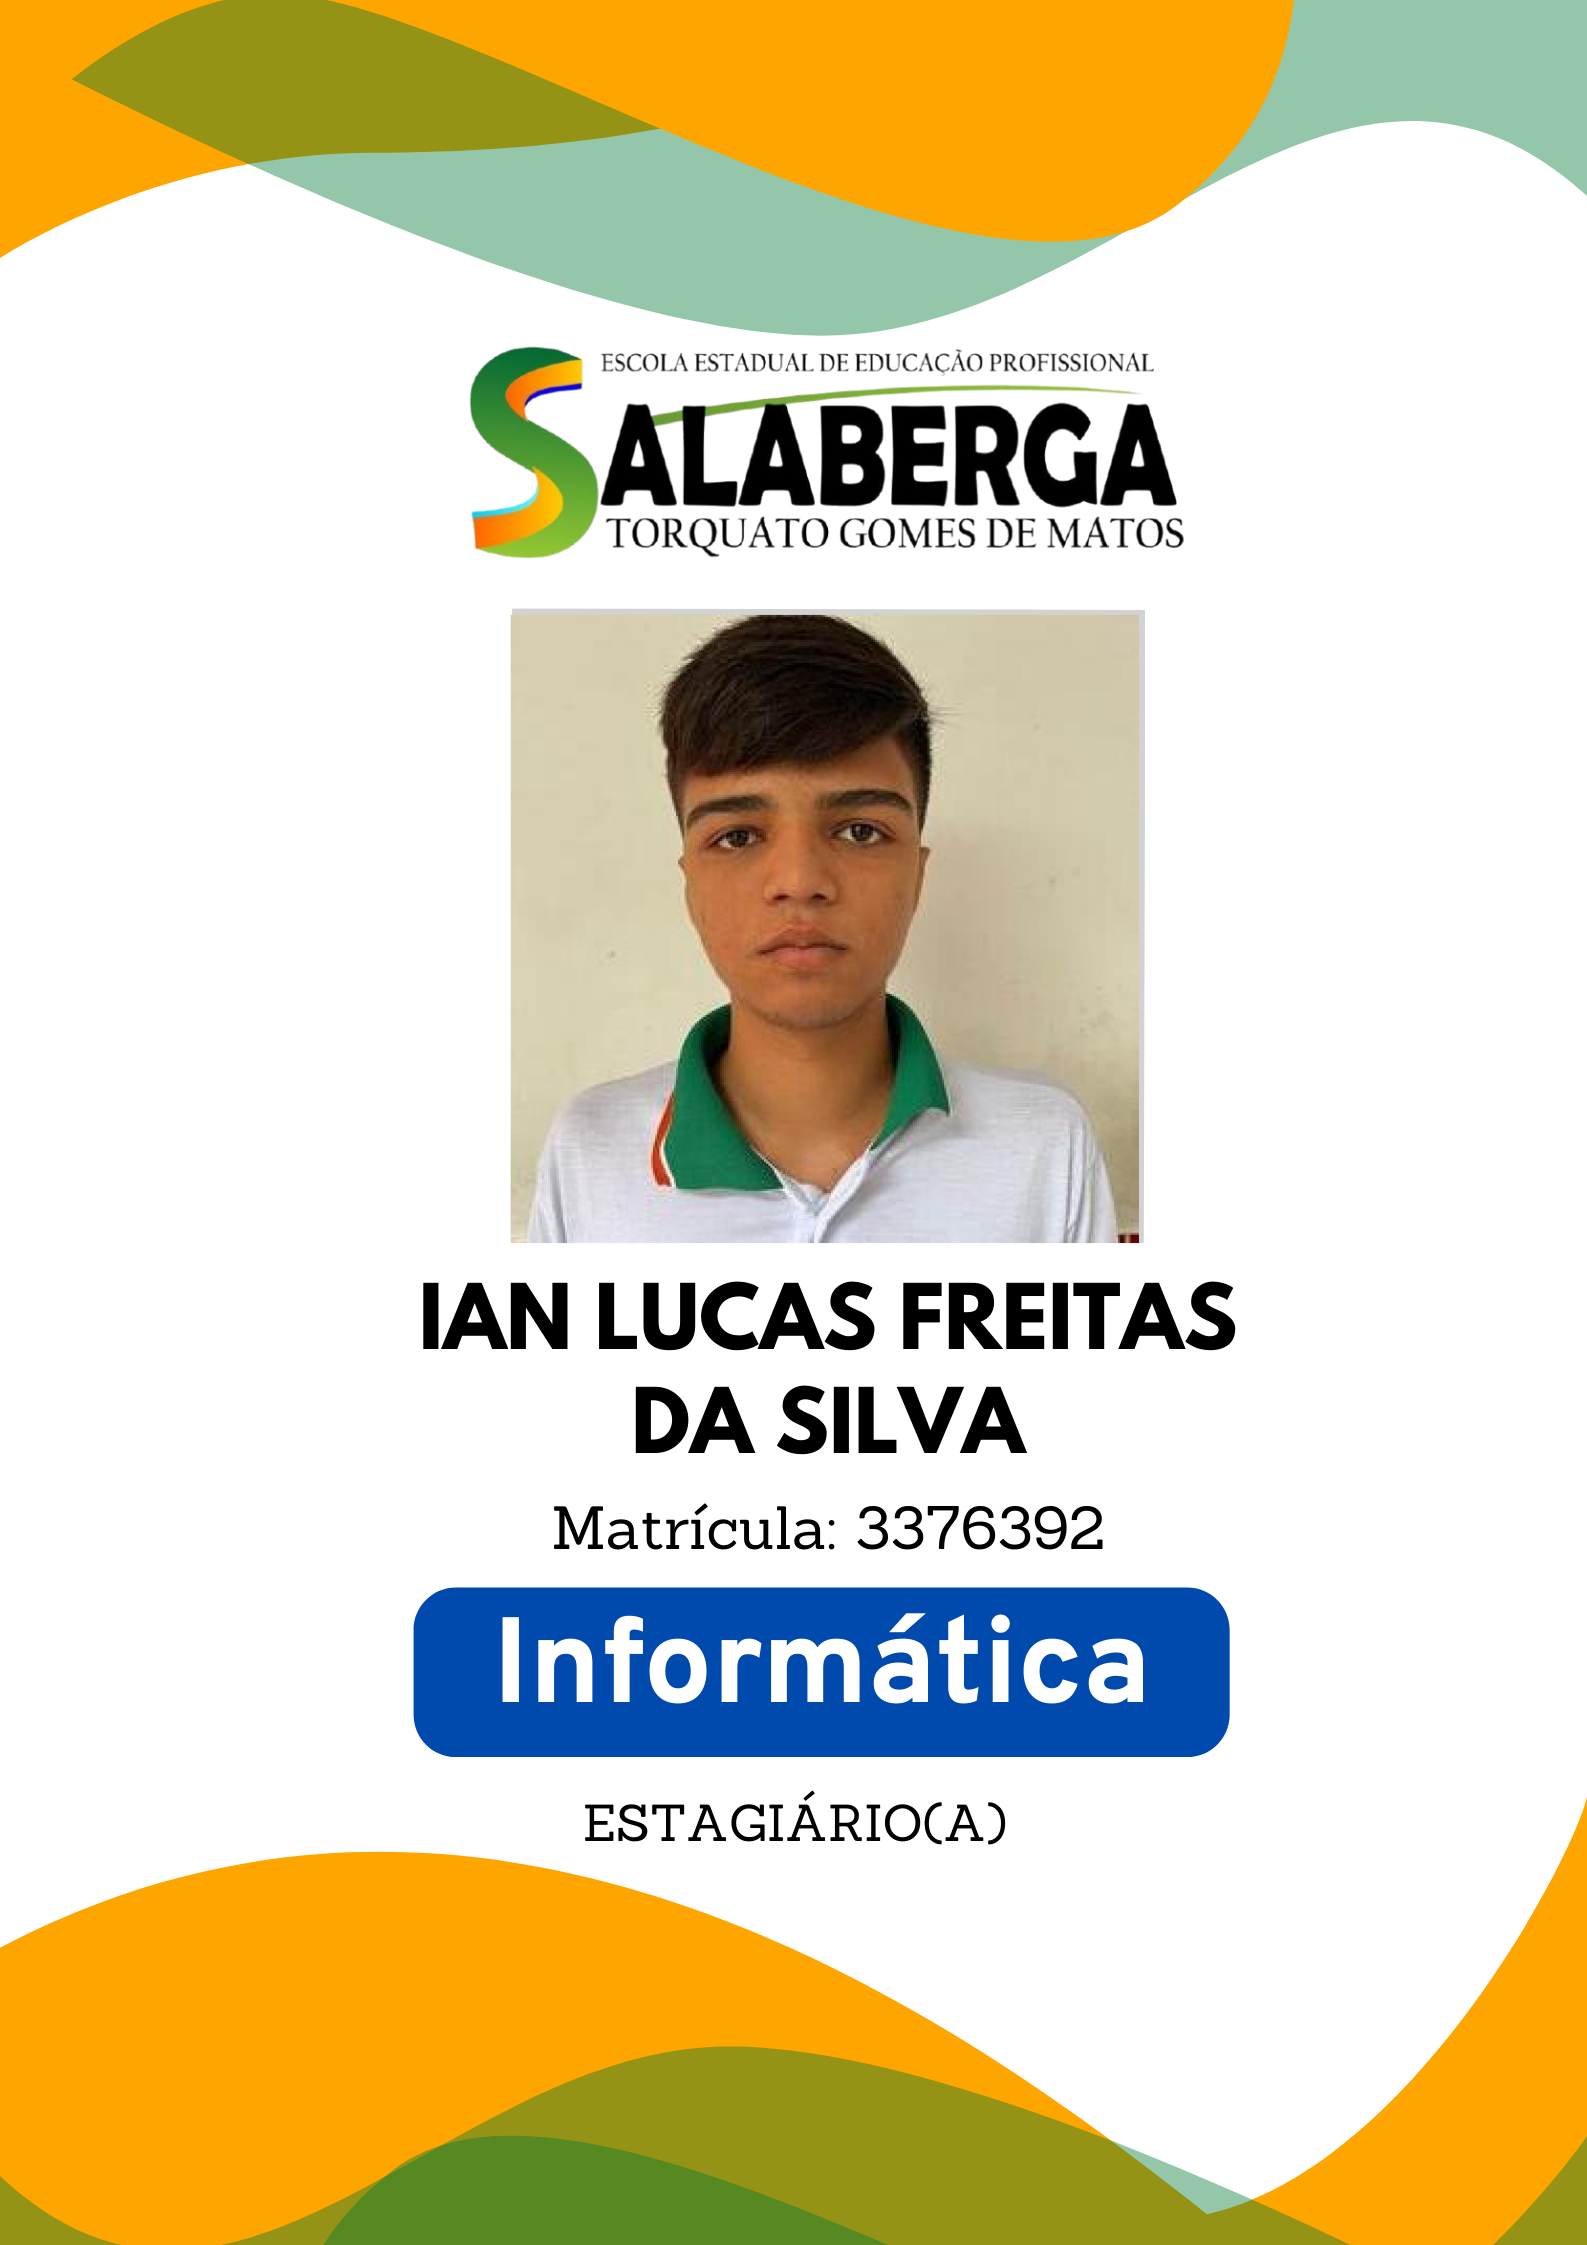 ESCOLA ESTADUAL DE EDUCAÇÃO PROFISSIONAL
SALABERGA
TORQUATO GOMES DE MATOS
IAN LUCAS FREITAS
DA SILVA
Matrícula: 3376392
Informática
ESTAGIÁRIO(A)